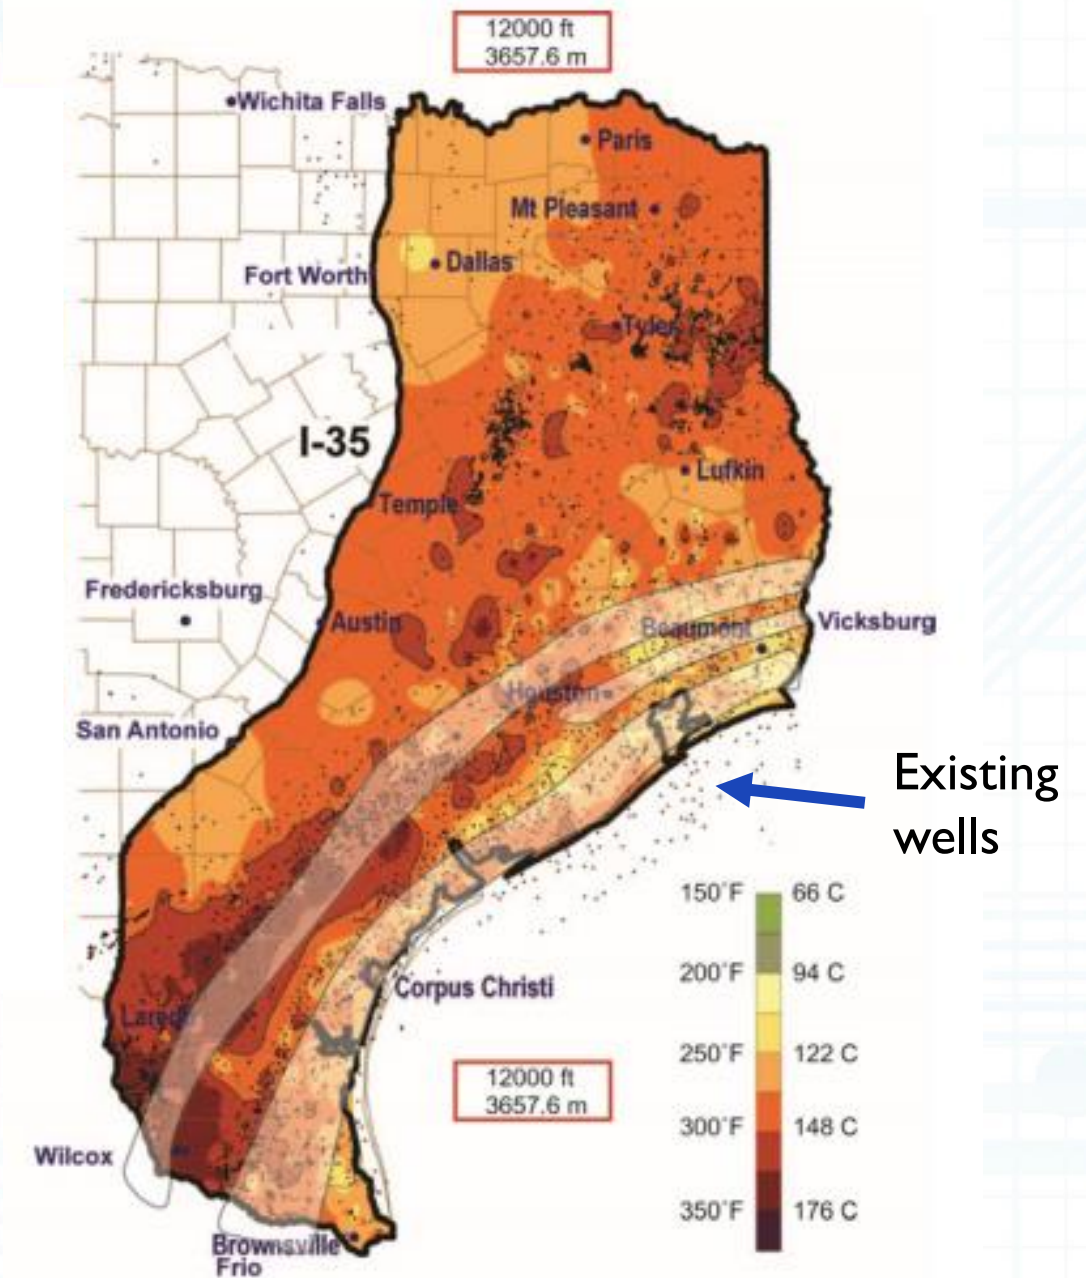 12000 ft
3657.6 m
Wichita Falls
Paris
Mt Pleasant
Dallas
Fort Worth
Tyler
I-35
Lufkin
Temple
Fredericksburg
Austin
Beaumont
Vicksburg
Houston
San Antonio
Existing
wells
150°F 66 C
200°F 94 C
Corpus Christi
Laredo
250°F 122 C
12000 ft
3657.6 m
300°F 148 C
Wilcox
350°F 176 C
Brownsville
Frio